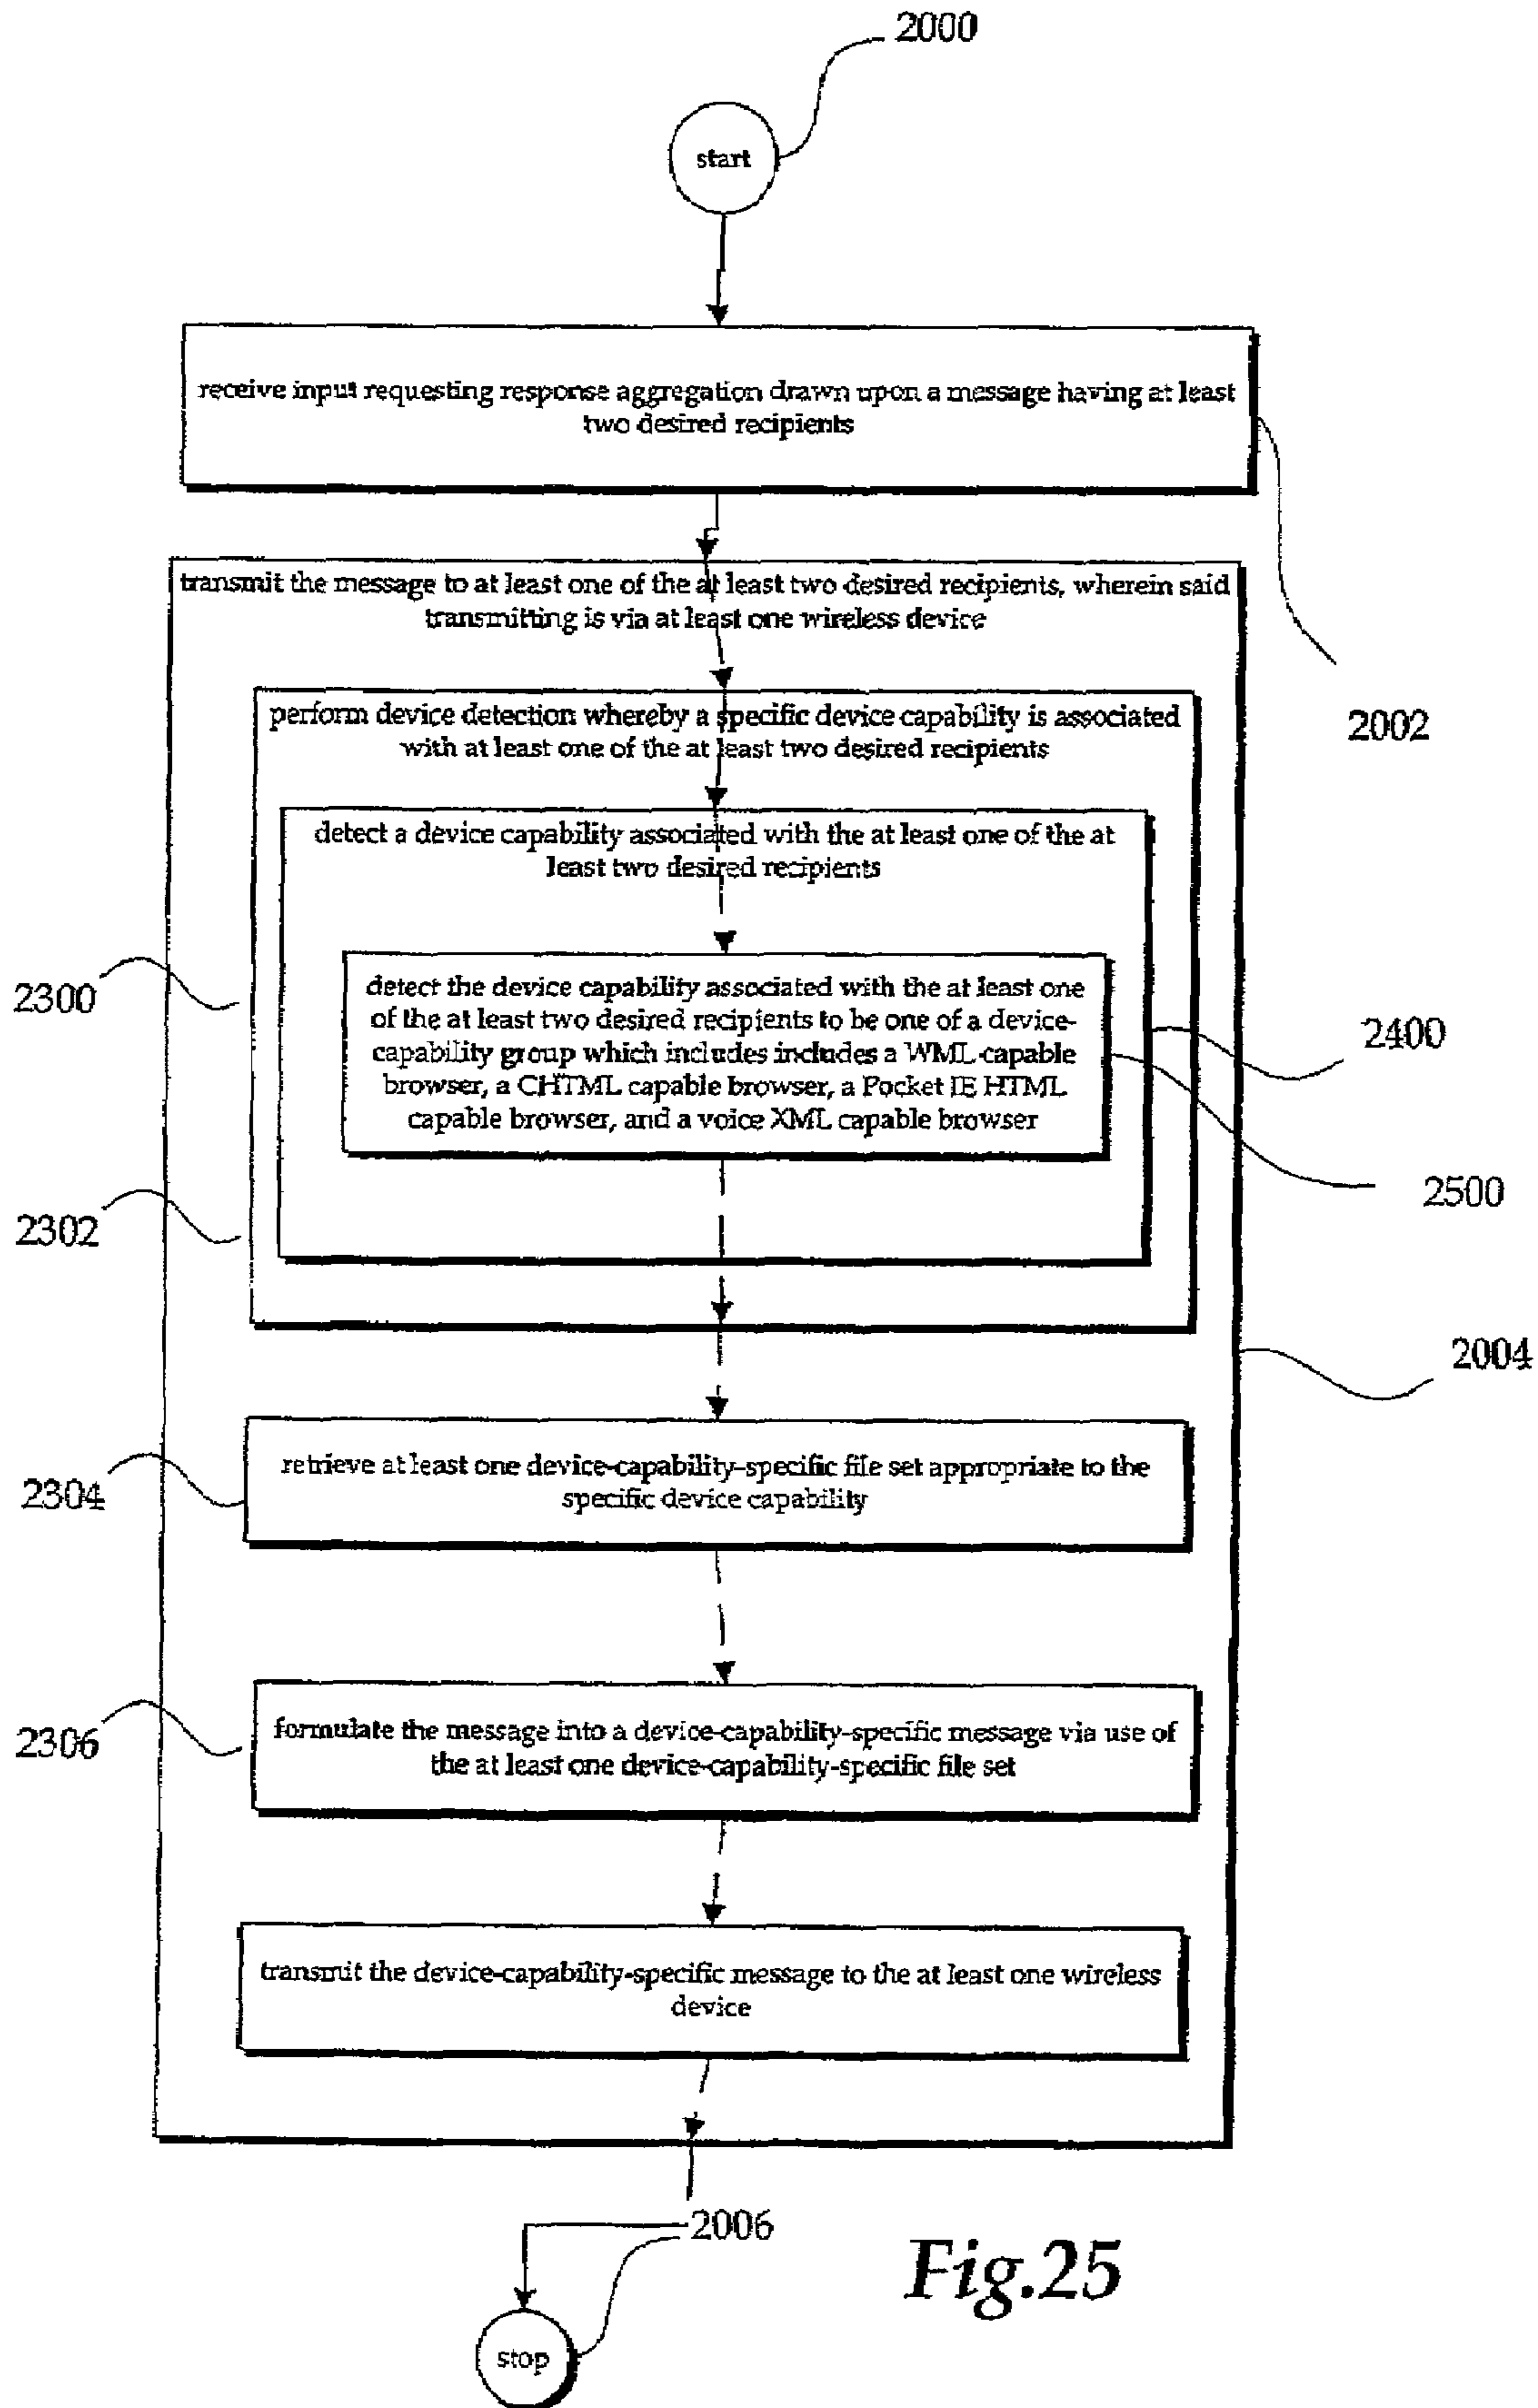 2000
start
receive input requesting response aggregation drawn upon a message having at least
two desired recipients
transmit the message to at least one of the at least two desired recipients, wherein said
transmitting is via at least one wireless device
2002
perform device detection whereby a specific device capability is associated
with at least one of the at least two desired recipients
detect a device capability associated with the at least one of the at
least two desired recipients
2300
detect the device capability associated with the at least one
of the at least two desired recipients to be one of a device-
capability group which includes includes a WML-capable
browser, a CHTML capable browser, a Pocket IE HTML
capable browser, and a voice XML capable browser
2400
2500
2302
2004
2304
retrieve at least one device-capability-specific file set appropriate to the
specific device capability
2306
formulate the message into a device-capability-specific message via use of
the at least one device-capability-specific file set
transmit the device-capability-specific message to the at least one wireless
device
2006
Fig.25
stop